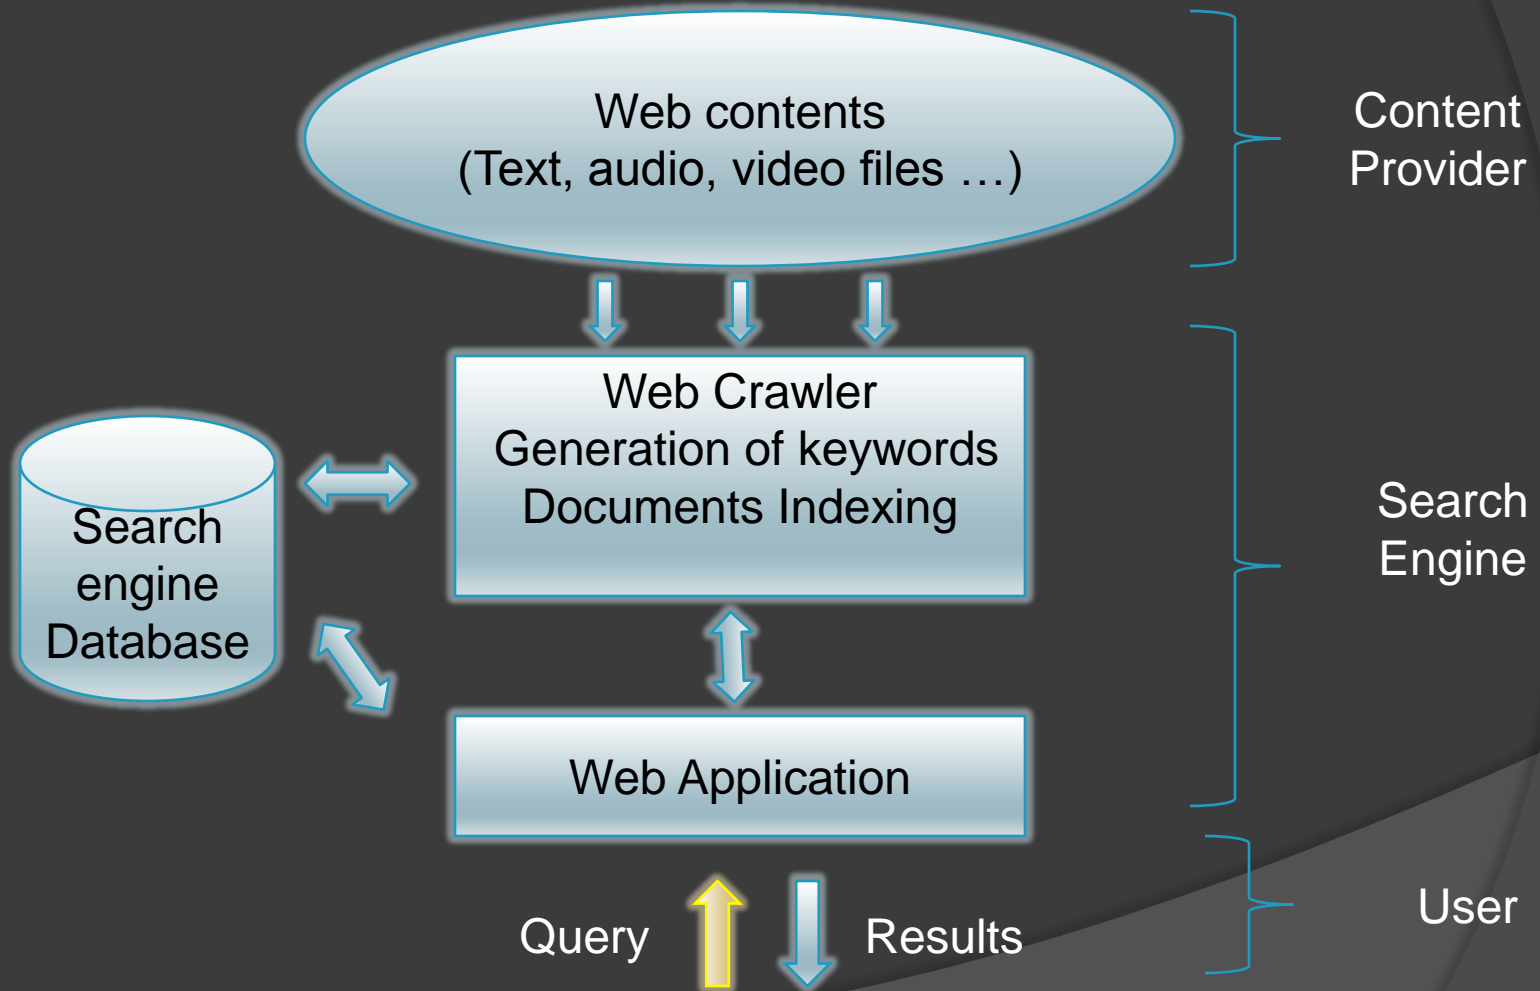 Web contents
(Text, audio, video files …)
Content
Provider
Web Crawler
Generation of keywords
Documents Indexing
Search
engine
Database
Search
Engine
Web Application
Query
Results
User